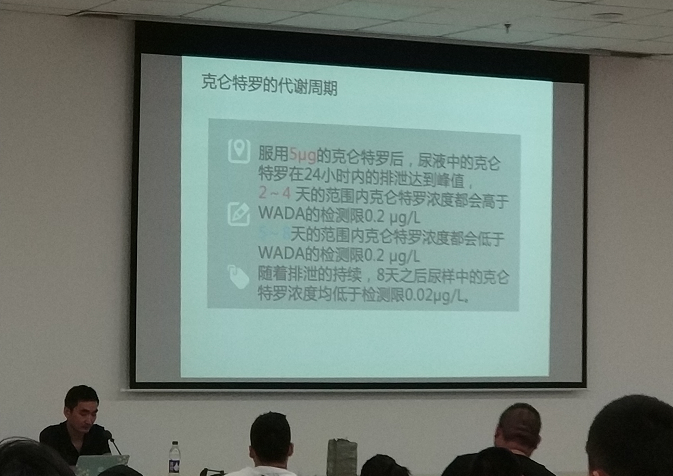 克仑特罗的代谢周期
服用5μg的克仑特罗后，尿液中的克仑
特罗在24小时内的排泄达到峰值，
2~4 天的范围内克仑特罗浓度都会高于
WADA的检测限0.2 μg/L
天的范围内克仑特罗浓度都会低于
WADA的检测限0.2 μg/L
随着排泄的持续，8天之后尿样中的克仑
特罗浓度均低于检测限0.02μg/L。